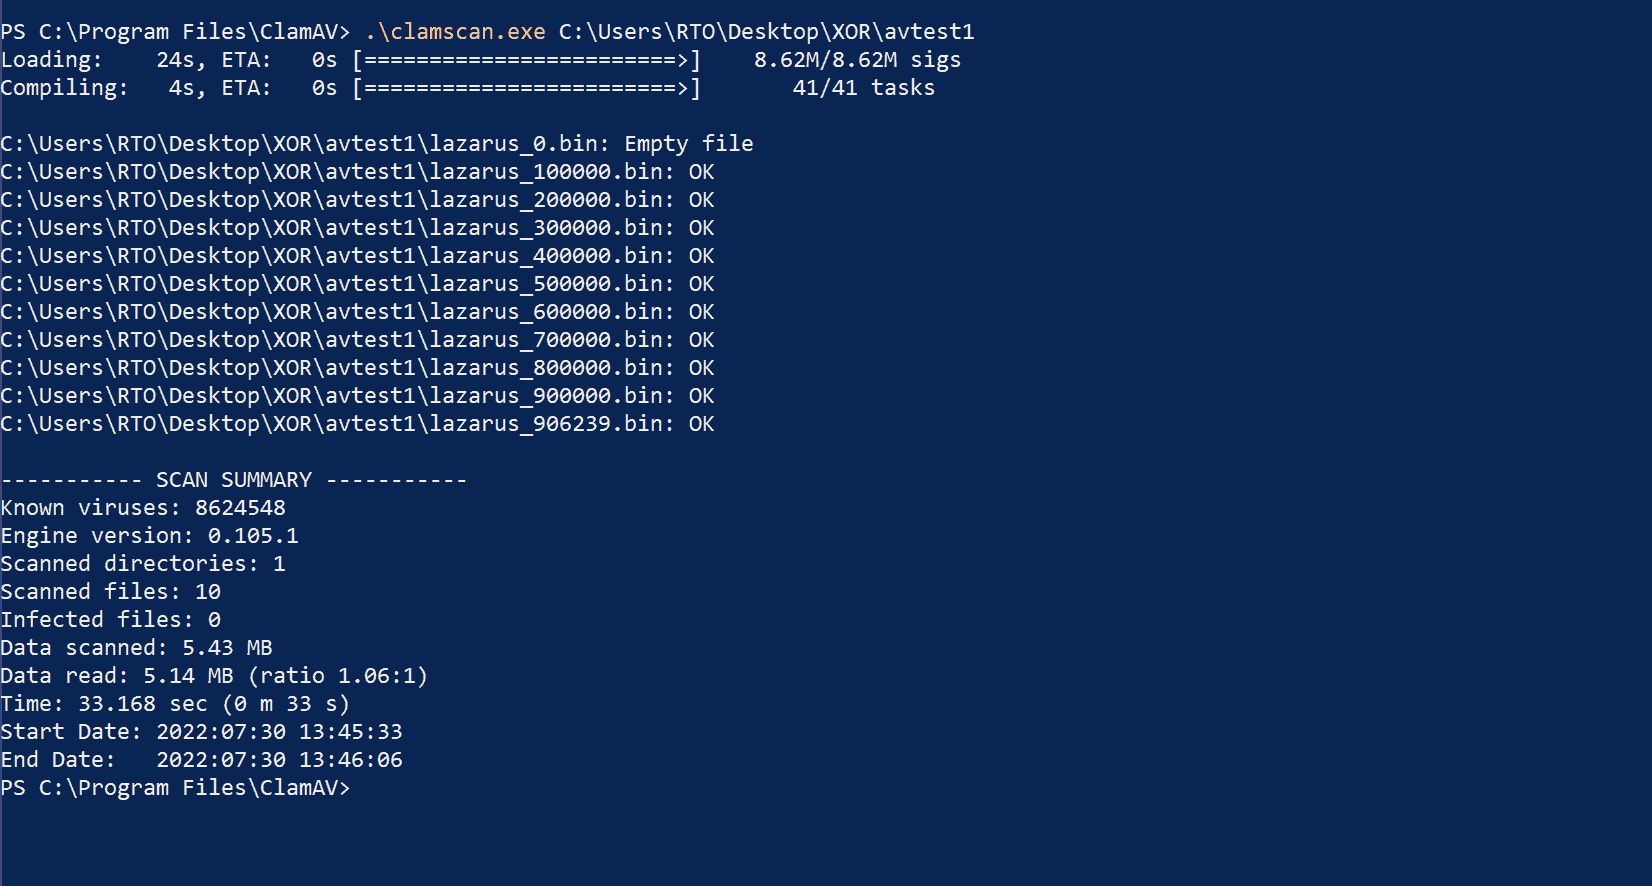 PS C:\Program Files\ClamAV> .\clamscan.exe C:\Users\RTO\Desktop\XOR\avtest1
Loading:    24s, ETA:   0s [========================>]    8.62M/8.62M sigs
Compiling:   4s, ETA:   0s [========================>]       41/41 tasks

C:\Users\RTO\Desktop\XOR\avtest1\lazarus_0.bin: Empty file
C:\Users\RTO\Desktop\XOR\avtest1\lazarus_100000.bin: OK
C:\Users\RTO\Desktop\XOR\avtest1\lazarus_200000.bin: OK
C:\Users\RTO\Desktop\XOR\avtest1\lazarus_300000.bin: OK
C:\Users\RTO\Desktop\XOR\avtest1\lazarus_400000.bin: OK
C:\Users\RTO\Desktop\XOR\avtest1\lazarus_500000.bin: OK
C:\Users\RTO\Desktop\XOR\avtest1\lazarus_600000.bin: OK
C:\Users\RTO\Desktop\XOR\avtest1\lazarus_700000.bin: OK
C:\Users\RTO\Desktop\XOR\avtest1\lazarus_800000.bin: OK
C:\Users\RTO\Desktop\XOR\avtest1\lazarus_900000.bin: OK
C:\Users\RTO\Desktop\XOR\avtest1\lazarus_906239.bin: OK

----------- SCAN SUMMARY -----------
Known viruses: 8624548
Engine version: 0.105.1
Scanned directories: 1
Scanned files: 10
Infected files: 0
Data scanned: 5.43 MB
Data read: 5.14 MB (ratio 1.06:1)
Time: 33.168 sec (0 m 33 s)
Start Date: 2022:07:30 13:45:33
End Date:   2022:07:30 13:46:06
PS C:\Program Files\ClamAV>